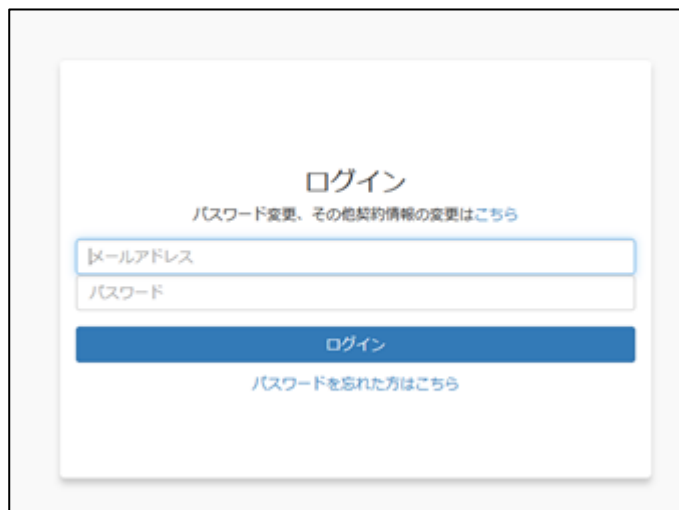 ログイン
パスワード変更、その他契約情報の変更はこちら
メールアドレス
パスワード
ログイン
パスワードを忘れた方はこちら